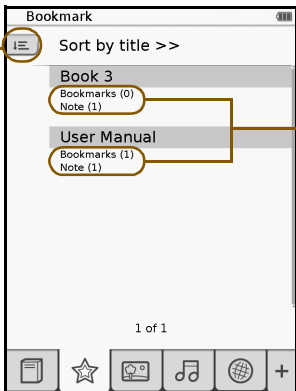 Bookmark
Sort by title >>
Book 3
Bookmarks (0)
Note (1)
User Manual
Bookmarks (1)
Note (1)
1 of 1
+